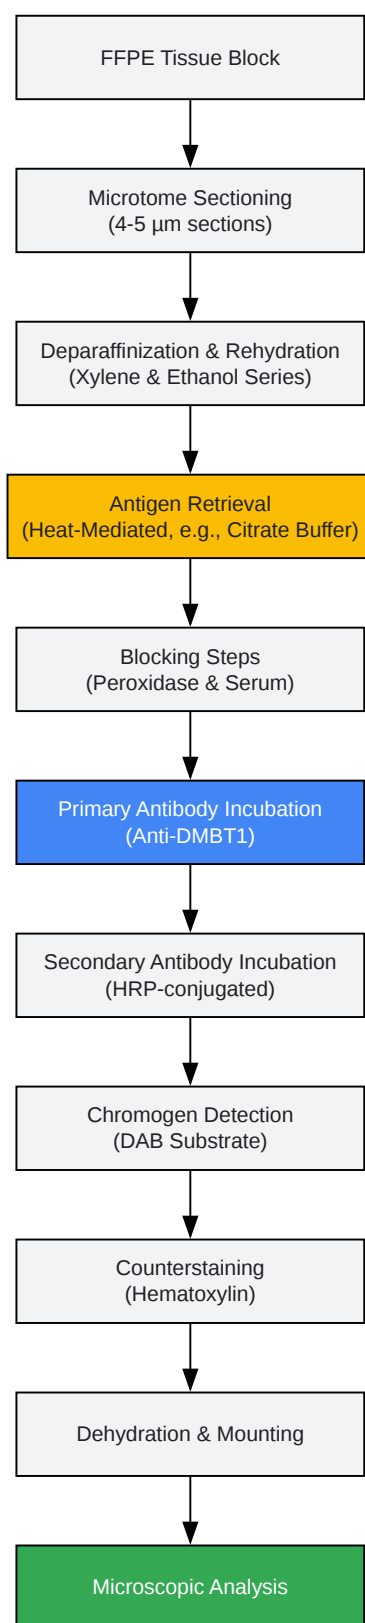 FFPE Tissue Block
Microtome Sectioning
(4-5 µm sections)
Deparaffinization & Rehydration
(Xylene & Ethanol Series)
Antigen Retrieval
(Heat-Mediated, e.g., Citrate Buffer)
Blocking Steps
(Peroxidase & Serum)
Primary Antibody Incubation
(Anti-DMBT1)
Secondary Antibody Incubation
(HRP-conjugated)
Chromogen Detection
(DAB Substrate)
Counterstaining
(Hematoxylin)
Dehydration & Mounting
Microscopic Analysis